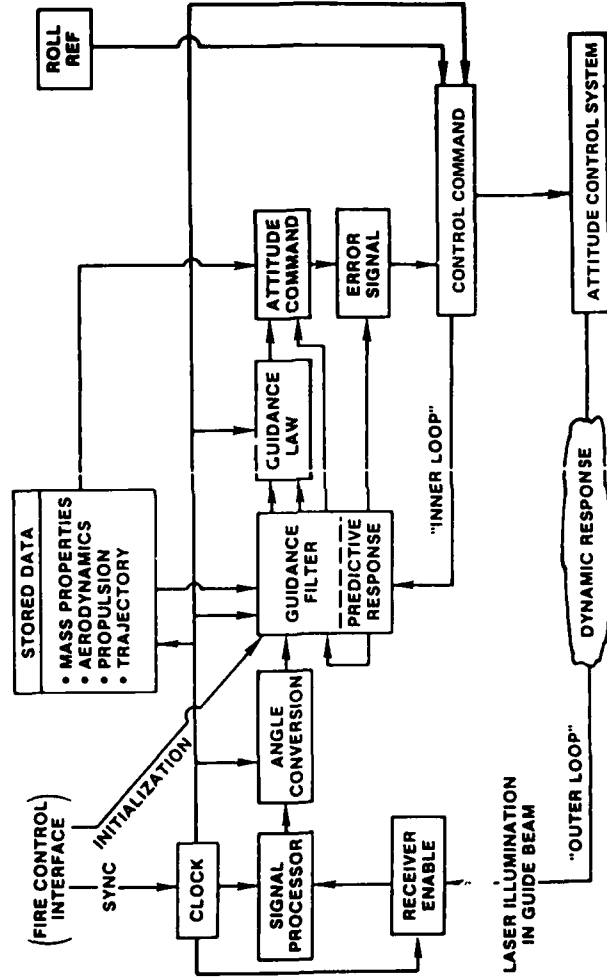 (FIRE CONTROL
INTERFACE)
SYNC
INITIALIZATION
CLOCK
SIGNAL
PROCESSOR
RECEIVER
ENABLE
LASER ILLUMINATION
IN GUIDE BEAM
"OUTER LOOP"
STORED DATA
• MASS PROPERTIES
• AERODYNAMICS
• PROPULSION
• TRAJECTORY
ANGLE
CONVERSION
GUIDANCE
FILTER
PREDICTIVE
RESPONSE
GUIDANCE
LAW
ATTITUDE
COMMAND
ERROR
SIGNAL
"INNER LOOP"
ROLL
REF
CONTROL COMMAND
DYNAMIC RESPONSE
ATTITUDE CONTROL SYSTEM